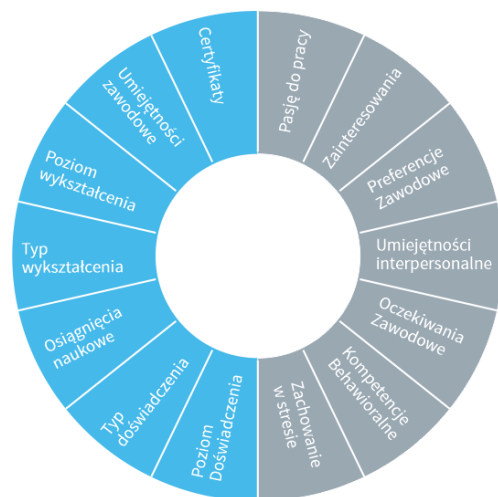 Certyfikaty
Pasję do pracy
Zainteresowania
Preferencje
Zawodowe
Umiejętności
interpersonalne
Oczekiwania
Zawodowe
Kompetencje
Behawioralne
Zachowanie
w stresie
Poziom
Doświadczenia
Typ
doświadczenia
Osiągnięcia
naukowe
Typ
wykształcenia
Poziom
wykształcenia
Umiejętności
zawodowe